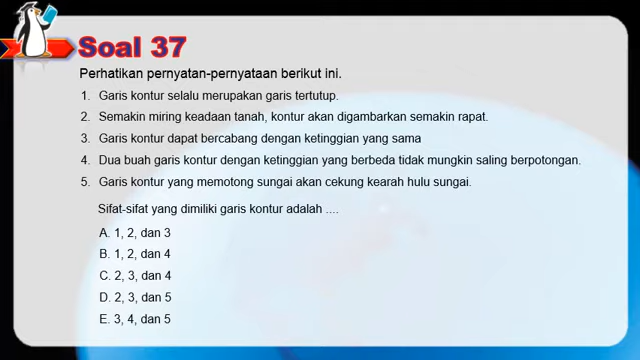 Soal 37
Perhatikan pernyatan-pernyataan berikut ini.
1. Garis kontur selalu merupakan garis tertutup.
2. Semakin miring keadaan tanah, kontur akan digambarkan semakin rapat.
3. Garis kontur dapat bercabang dengan ketinggian yang sama
4. Dua buah garis kontur dengan ketinggian yang berbeda tidak mungkin saling berpotongan.
5. Garis kontur yang memotong sungai akan cekung kearah hulu sungai.
Sifat-sifat yang dimiliki garis kontur adalah ....
A. 1, 2, dan 3
B. 1, 2, dan 4
C. 2, 3, dan 4
D. 2, 3, dan 5
E. 3, 4, dan 5